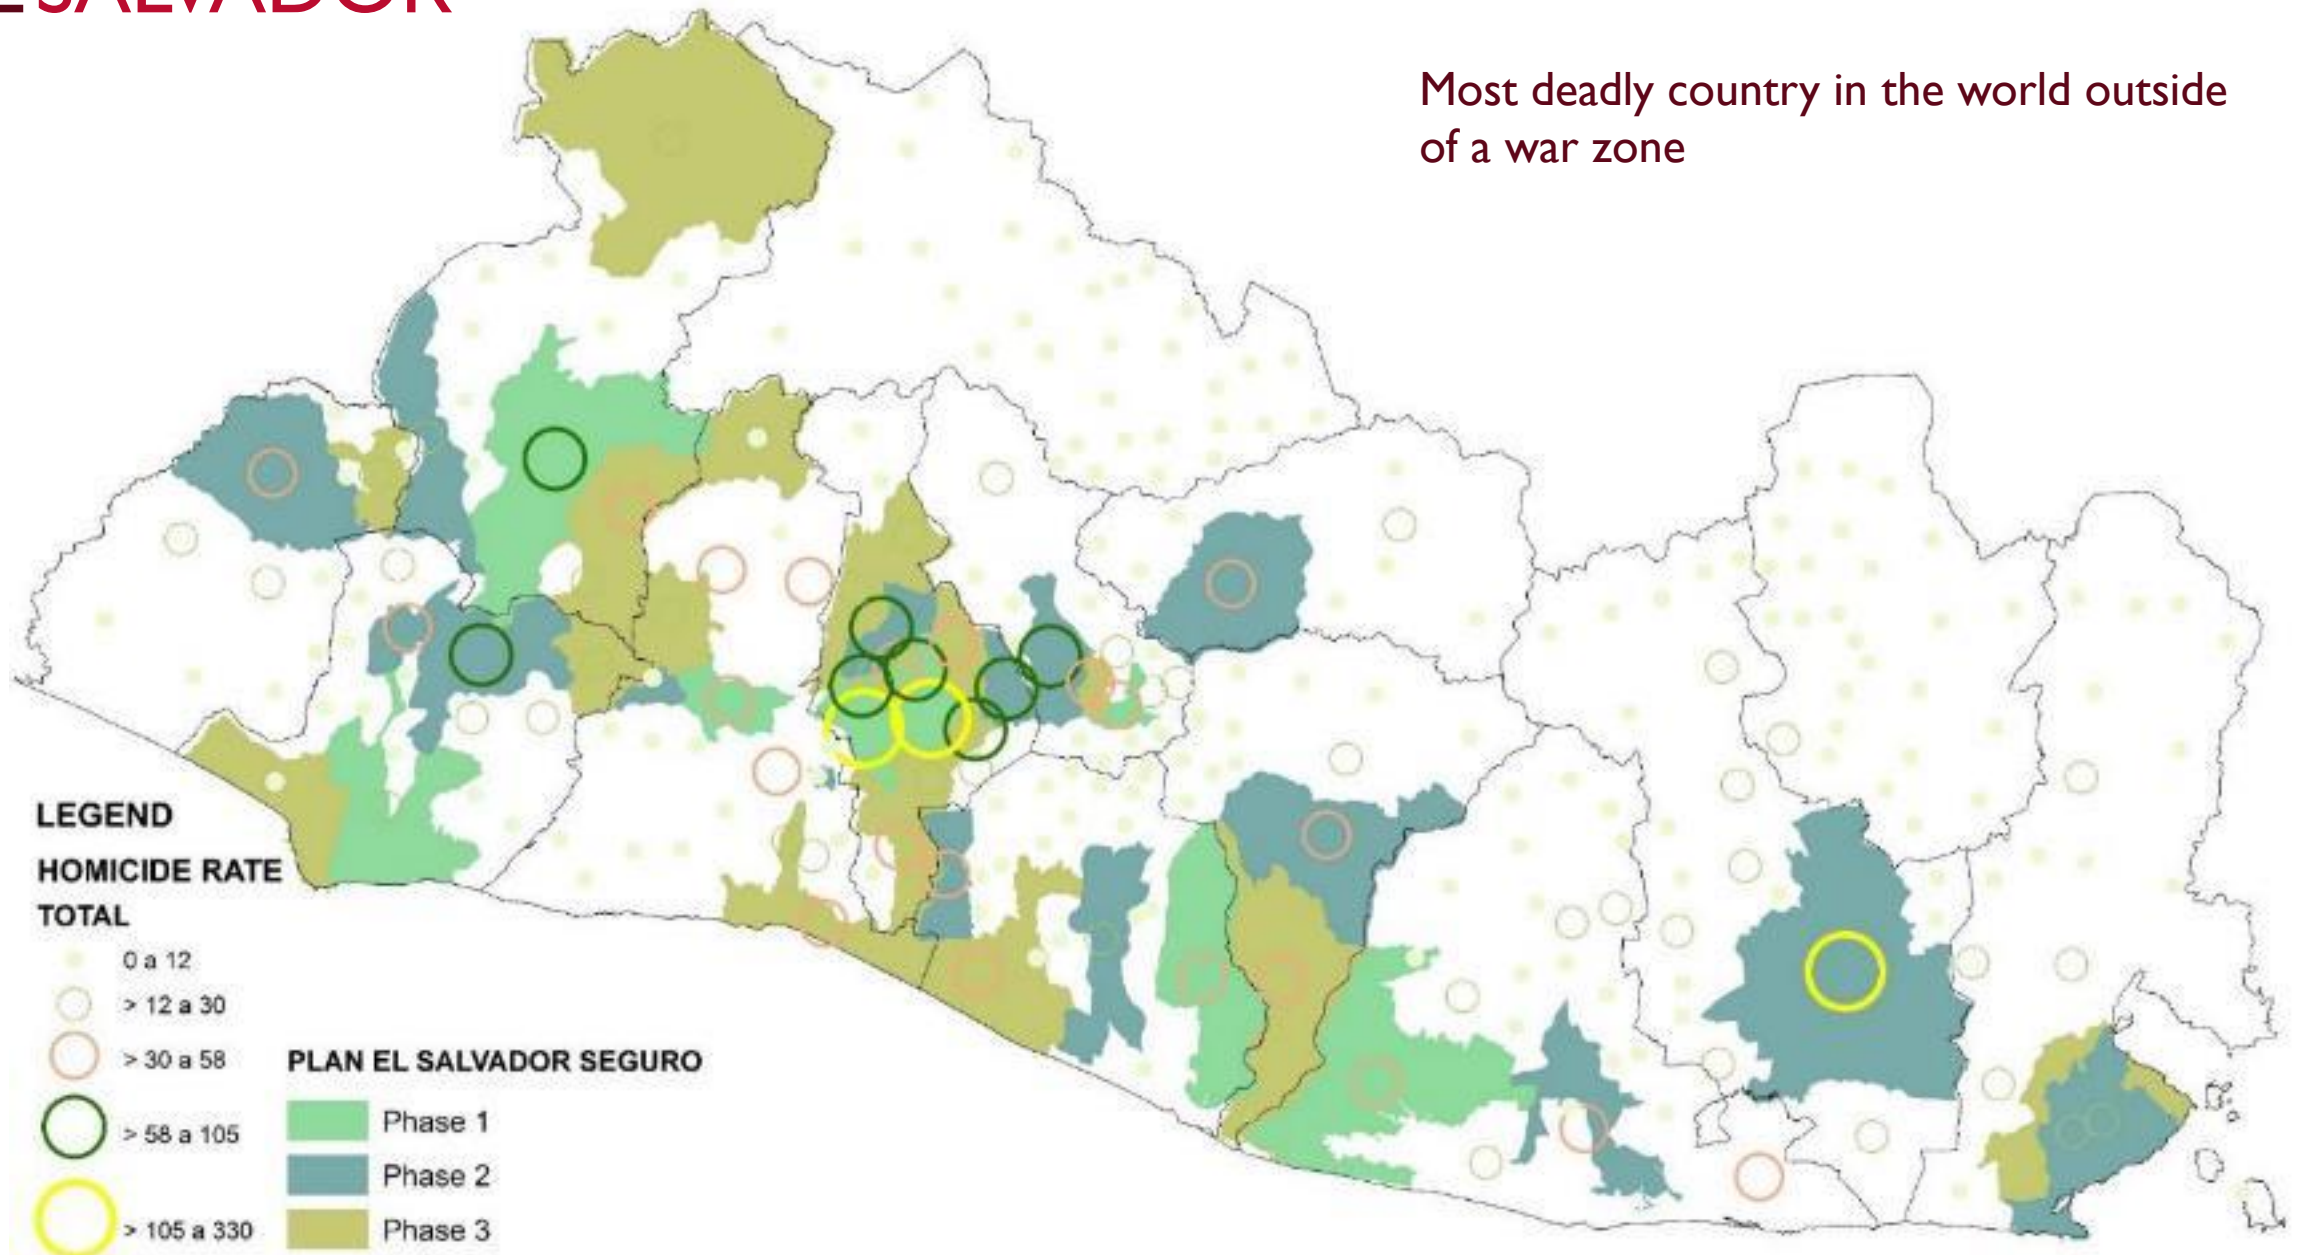 SALVADOR
Most deadly country in the world outside
of a war zone
LEGEND
HOMICIDE RATE
TOTAL
0 a 12
> 12 a 30
> 30 a 58
> 58 a 105
> 105 a 330
PLAN EL SALVADOR SEGURO
Phase 1
Phase 2
Phase 3